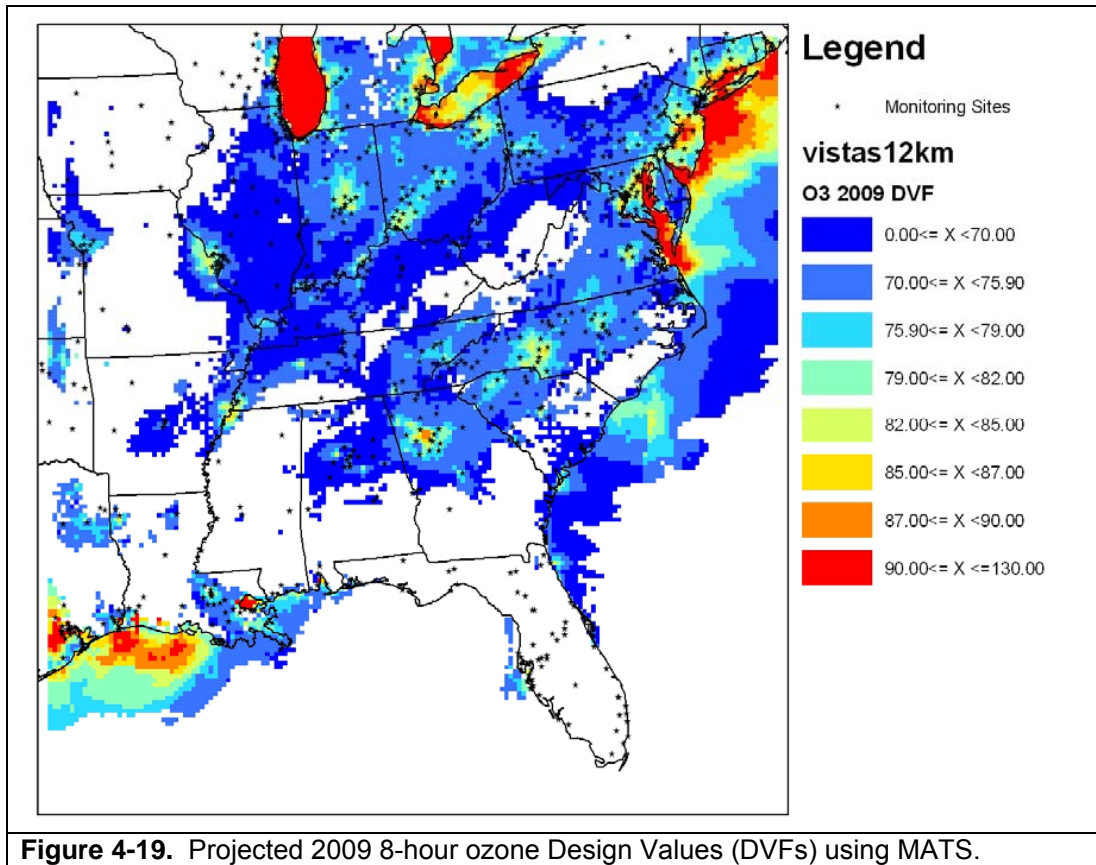 Legend
Monitoring Sites
vistas12km
O3 2009 DVF
0.00<= X <70.00
70.00<= X <75.90
75.90<= X <79.00
79.00<= X <82.00
82.00<= X <85.00
85.00<= X <87.00
87.00<= X <90.00
90.00<= X <=130.00
Figure 4-19. Projected 2009 8-hour ozone Design Values (DVFs) using MATS.